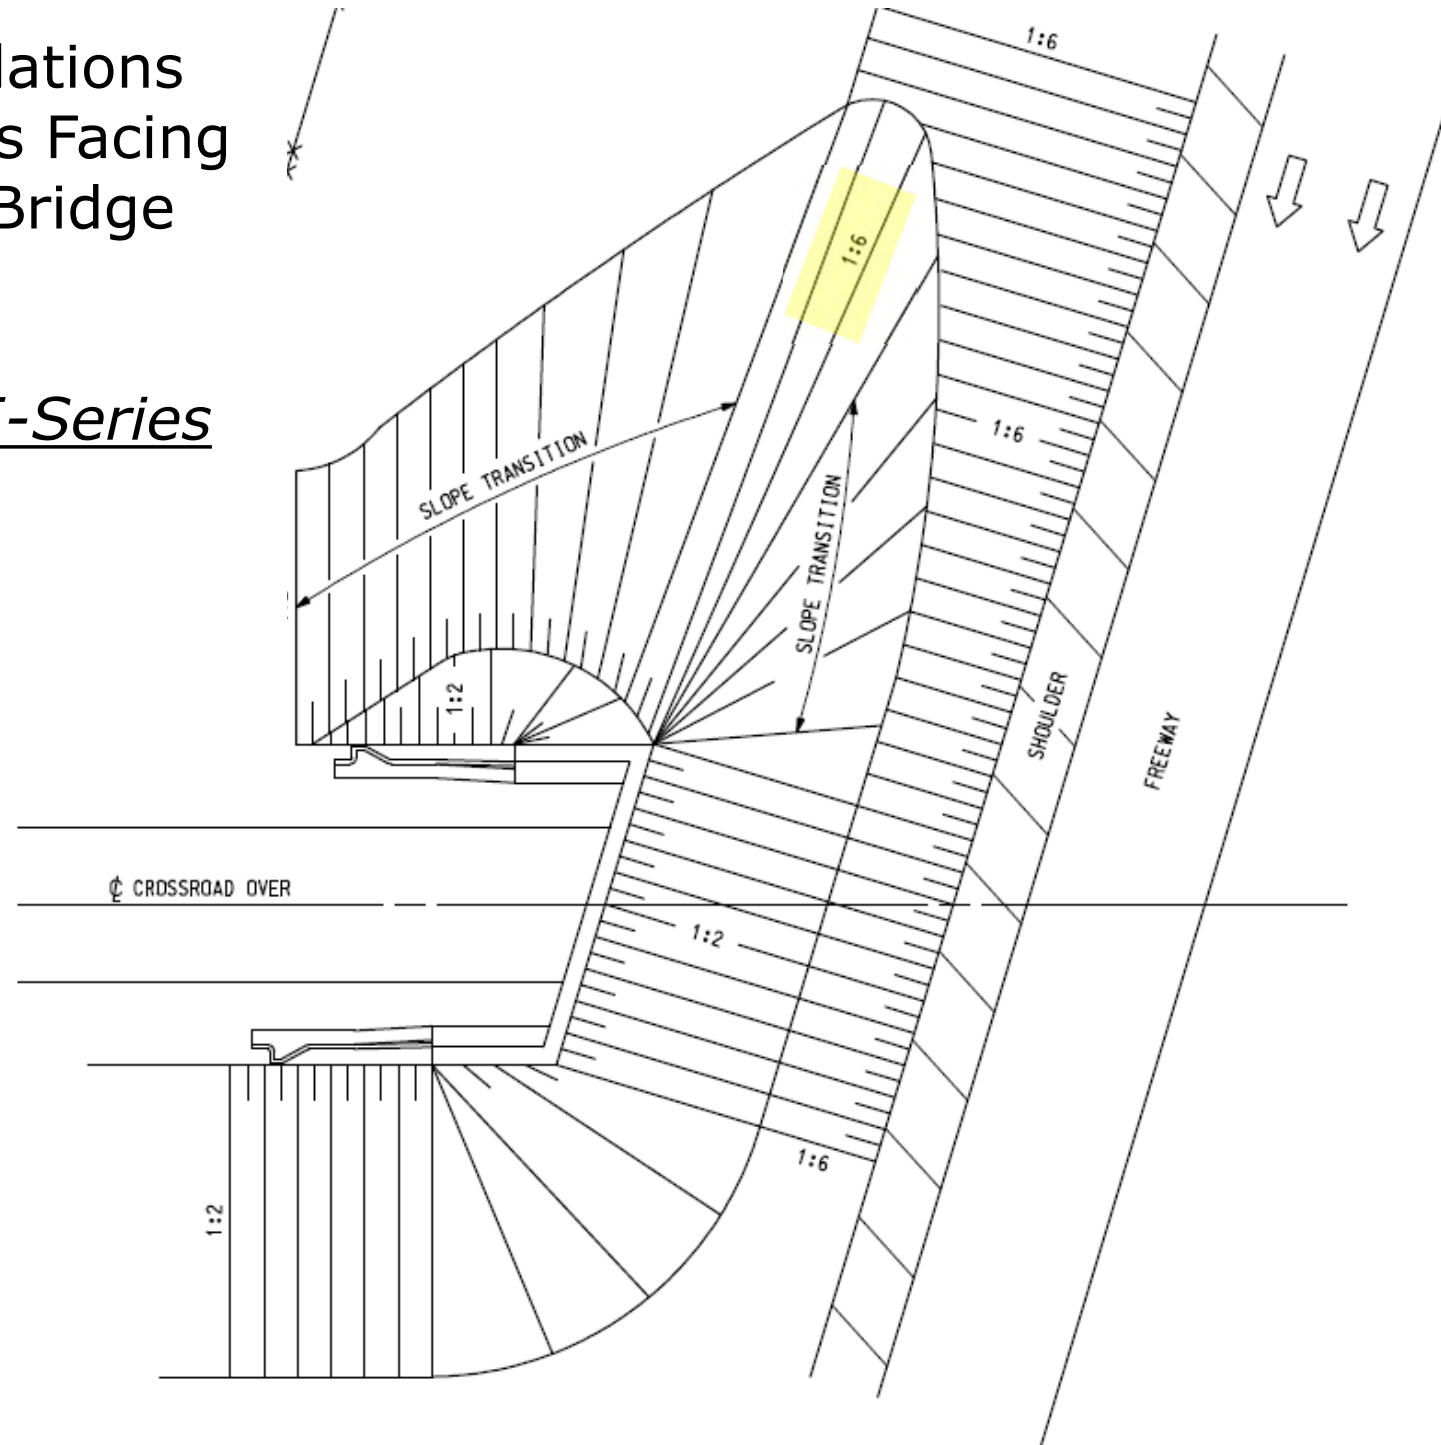 lations
s Facing
Bridge
-Series
1:6
1:6
1:6
SLOPE TRANSITION
SLOPE TRANSITION
1:2
SHOULDER
FREEWAY
℄ CROSSROAD OVER
1:2
1:6
1:2